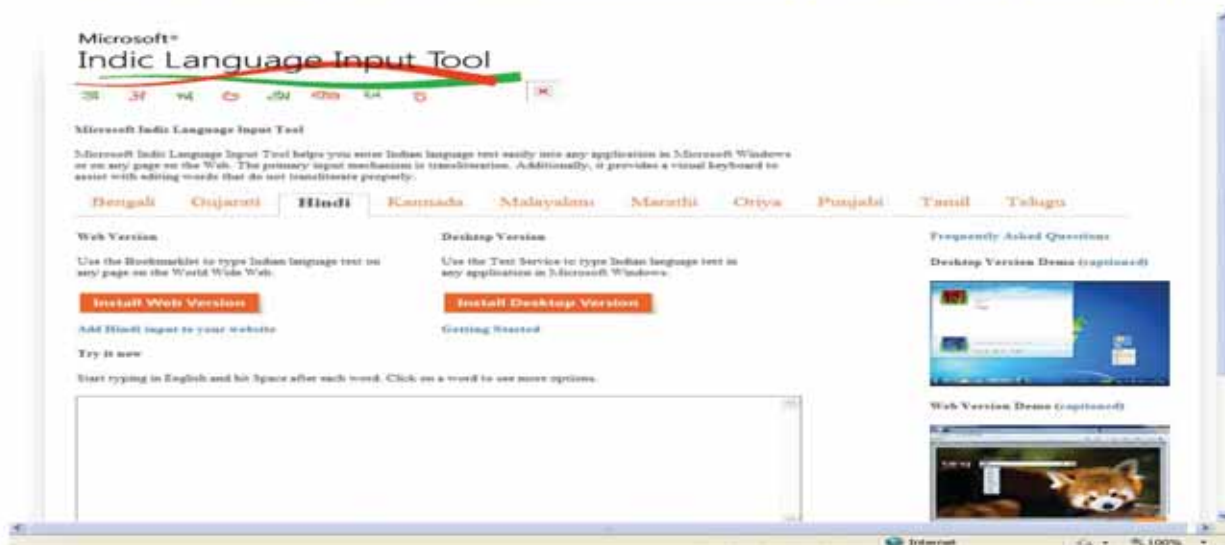 Microsoft®
Indic Language Input Tool
Microsoft Indic Language Input Tool
Microsoft Indic Language Input Tool helps you enter Indian language text easily into any application in Microsoft Windows
or on any page on the Web. The primary input mechanism is transliteration. Additionally, it provides a visual keyboard to
assist with editing words that do not transliterate properly.
Bengali Gujarati Hindi Kannada Malayalam Marathi Oriya Punjabi Tamil Telugu
Web Version
Use the Bookmarklet to type Indian language text on
any page on the World Wide Web.
Install Web Version
Add Hindi input to your website
Desktop Version
Use the Text Service to type Indian language text in
any application in Microsoft Windows.
Install Desktop Version
Getting Started
Try it now
Start typing in English and hit Space after each word. Click on a word to see more options.
Frequently Asked Questions
Desktop Version Demo (captioned)
Web Version Demo (captioned)
Internet
100%